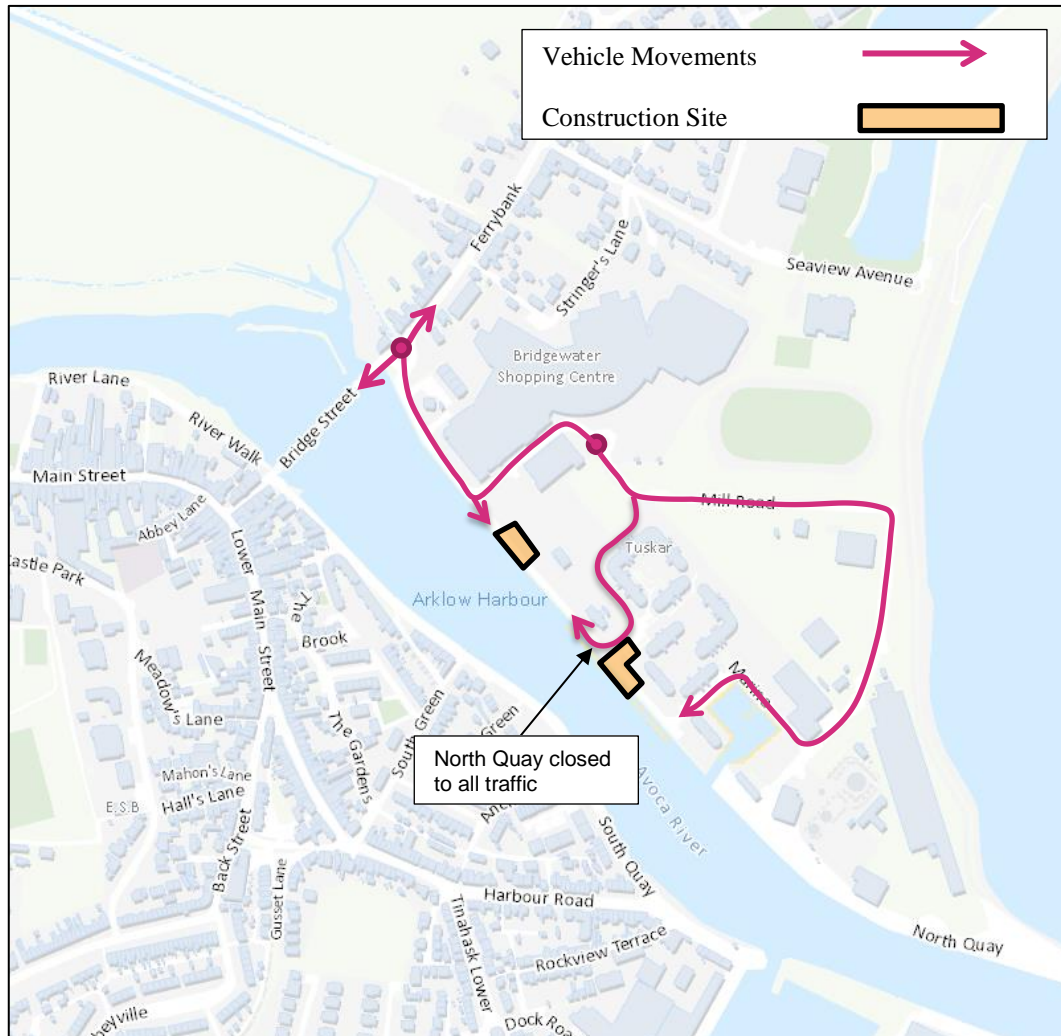 Vehicle Movements
Construction Site
Ferrybank
Stringer's Lane
Seaview Avenue
Bridgewater
Shopping Centre
River Lane
River Walk
Bridge Street
Main Street
Abbey Lane
Mill Road
Castle Park
Lower Main Street
Tuskar
Arklow Harbour
The Brook
Meadow's Lane
South Green
Marina
The Gardens
Green
North Quay closed
to all traffic
Mahon's Lane
Hall's Lane
E.S.B
Avoca River
Back Street
South Quay
Gusset Lane
Harbour Road
Tinahask Lower
North Quay
Rockview Terrace
Dock Roa